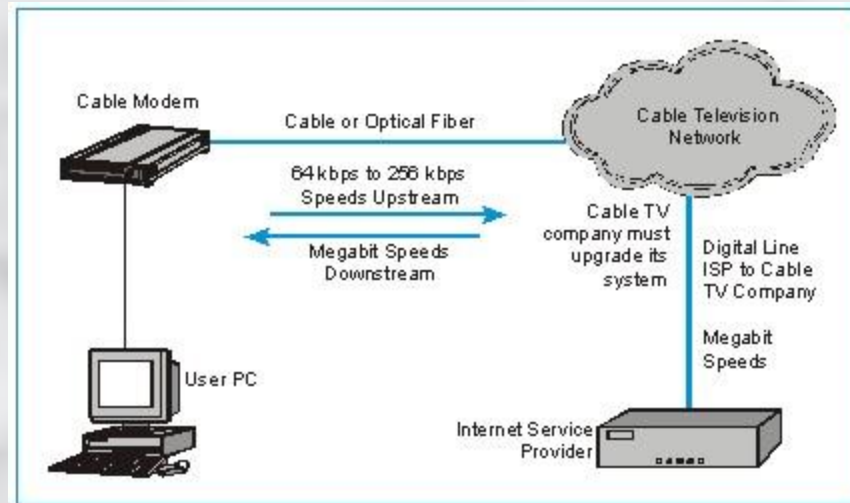 Cable Modem
Cable or Optical Fiber
64 kbps to 256 kbps
Speeds Upstream
Megabit Speeds
Downstream
Cable Television
Network
Cable TV
company must
upgrade its
system
Digital Line
ISP to Cable
TV Company
Megabit
Speeds
User PC
Internet Service
Provider